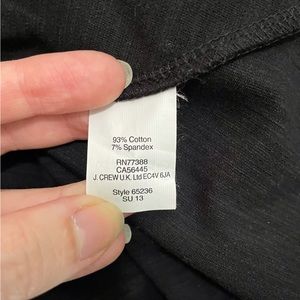 93% Cotton
7% Spandex
RN77388
CA56445
J. CREW U.K. Ltd EC4V 6JA
Style 65236
SU 13